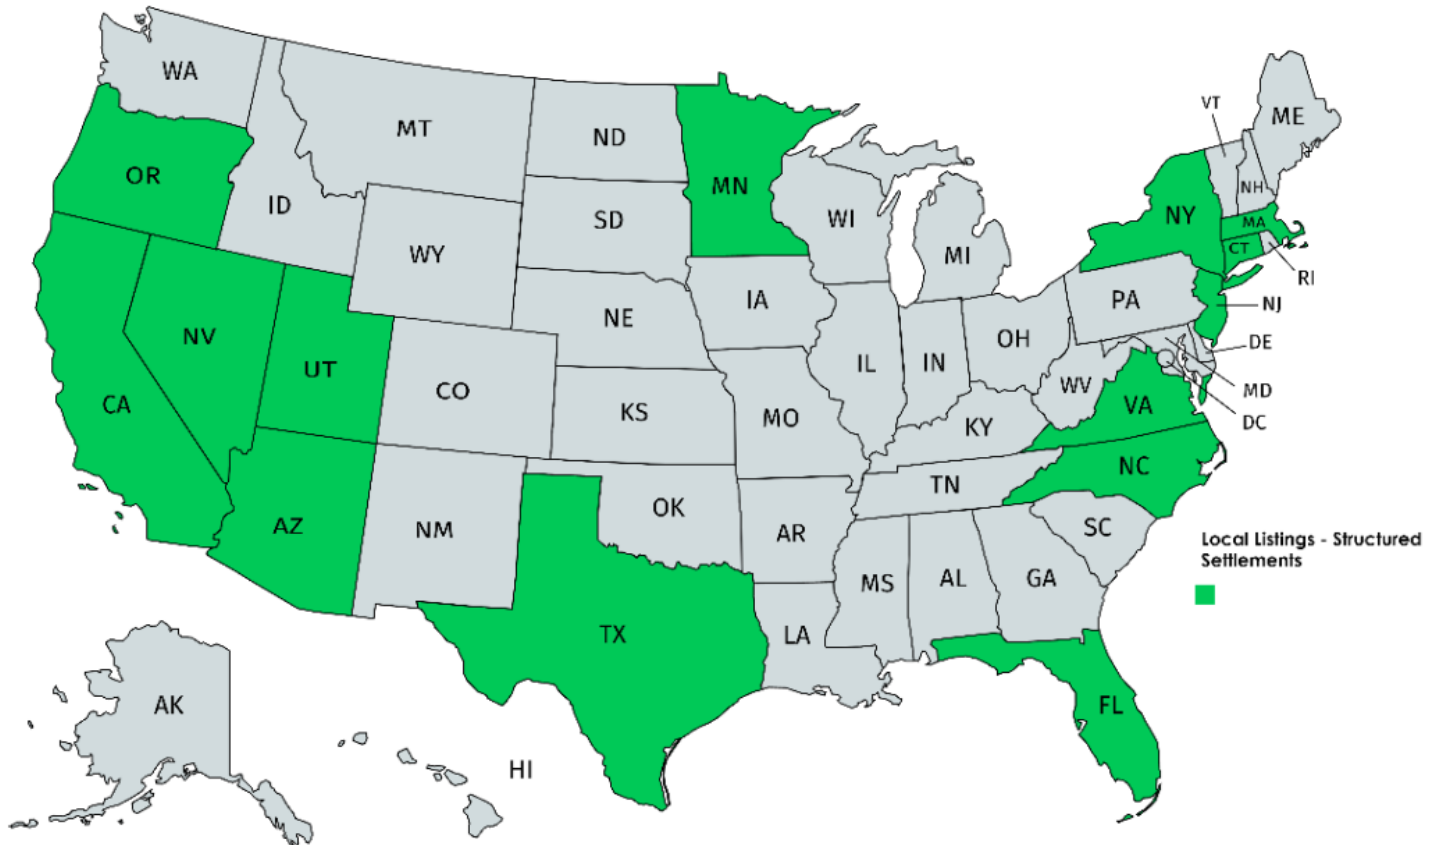 WA
MT
ND
MN
OR
ID
SD
WI
WY
MI
VT
ME
NH
NY
MA
CT
RI
IA
NE
PA
NJ
NV
UT
CO
IL
IN
OH
DE
CA
KS
MO
WV
VA
MD
DC
KY
NC
AZ
NM
OK
AR
TN
SC
MS
AL
GA
Local Listings - Structured
Settlements
TX
LA
FL
AK
HI